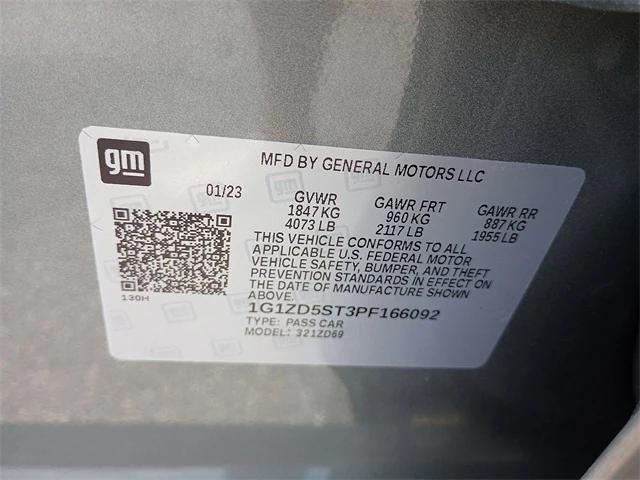 gm
MFD BY GENERAL MOTORS LLC
01/23
GVWR
1847 KG
4073 LB
GAWR FRT
960 KG
2117 LB
GAWR RR
887 KG
1955 LB
THIS VEHICLE CONFORMS TO ALL
APPLICABLE U.S. FEDERAL MOTOR
VEHICLE SAFETY, BUMPER, AND THEFT
PREVENTION STANDARDS IN EFFECT ON
THE DATE OF MANUFACTURE SHOWN
ABOVE.
130H
1G1ZD5ST3PF166092
TYPE: PASS CAR
MODEL: 321ZD69